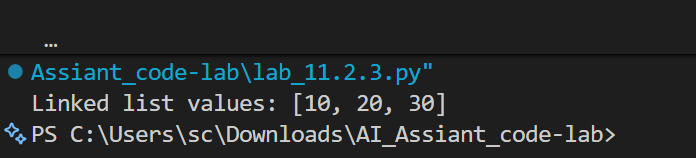 …
Assiant_code-lab\lab_11.2.3.py"
Linked list values: [10, 20, 30]
PS C:\Users\sc\Downloads\AI_Assiant_code-lab>